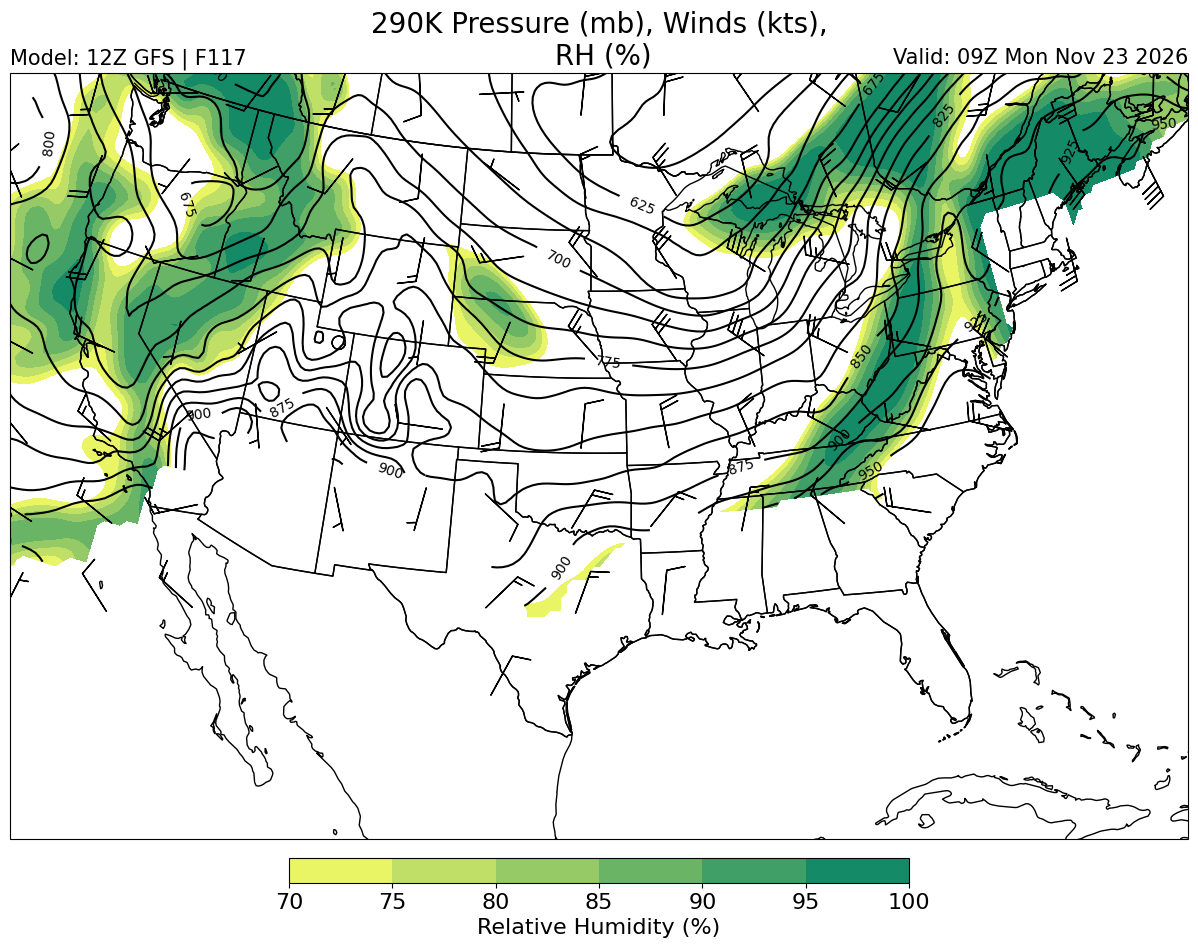 290K Pressure (mb), Winds (kts),
RH (%)
Model: 12Z GFS | F117
Valid: 09Z Mon Nov 23 2026
675
825
950
800
925
675
625
700
850
775
900
875
900
875
900
950
900
70 75 80 85 90 95 100
Relative Humidity (%)